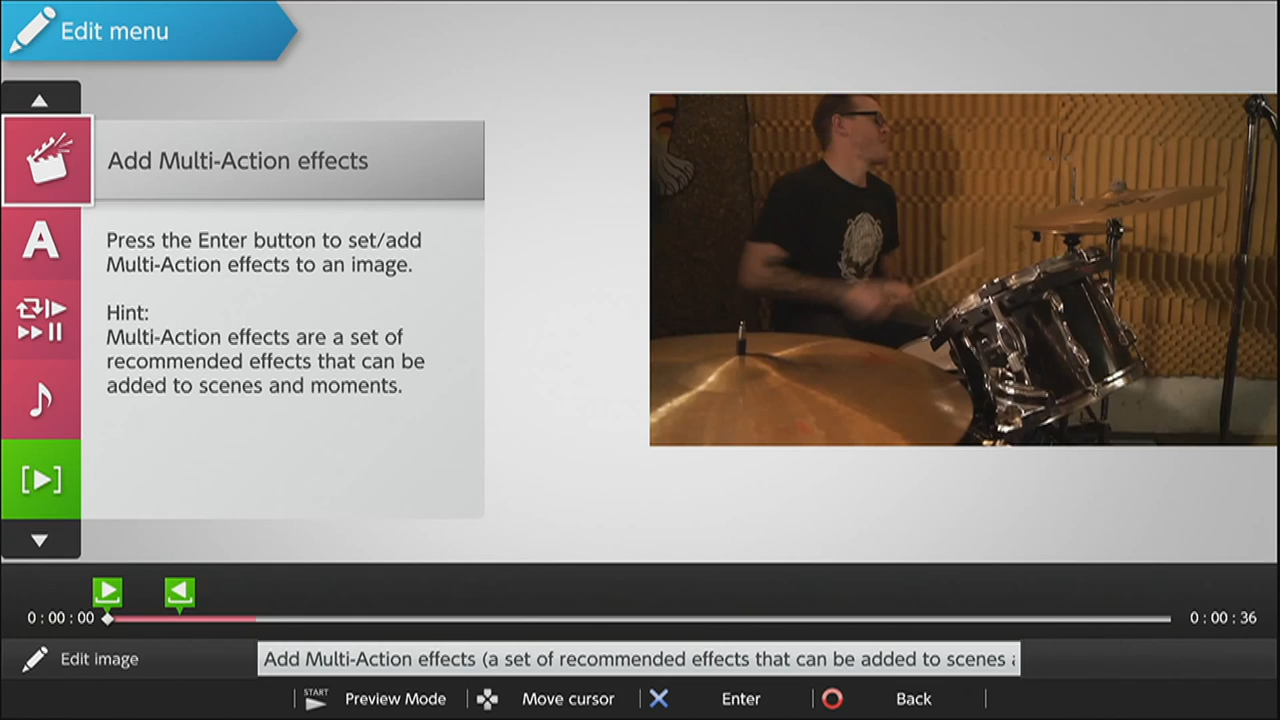 Edit menu
Add Multi-Action effects
Press the Enter button to set/add
Multi-Action effects to an image.
Hint:
Multi-Action effects are a set of
recommended effects that can be
added to scenes and moments.
A
0 : 00 : 00
0 : 00 : 36
Edit image
Add Multi-Action effects (a set of recommended effects that can be added to scenes
START
Preview Mode
Move cursor
Enter
Back